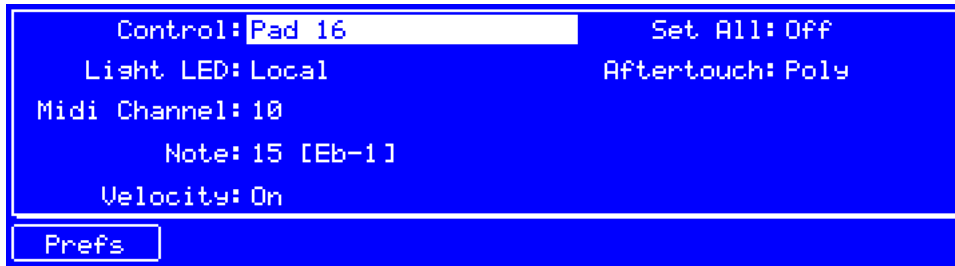 Control: Pad 16 Set All: Off
Light LED: Local Aftertouch: Poly
Midi Channel: 10
Note: 15 [Eb-1]
Velocity: On
Prefs